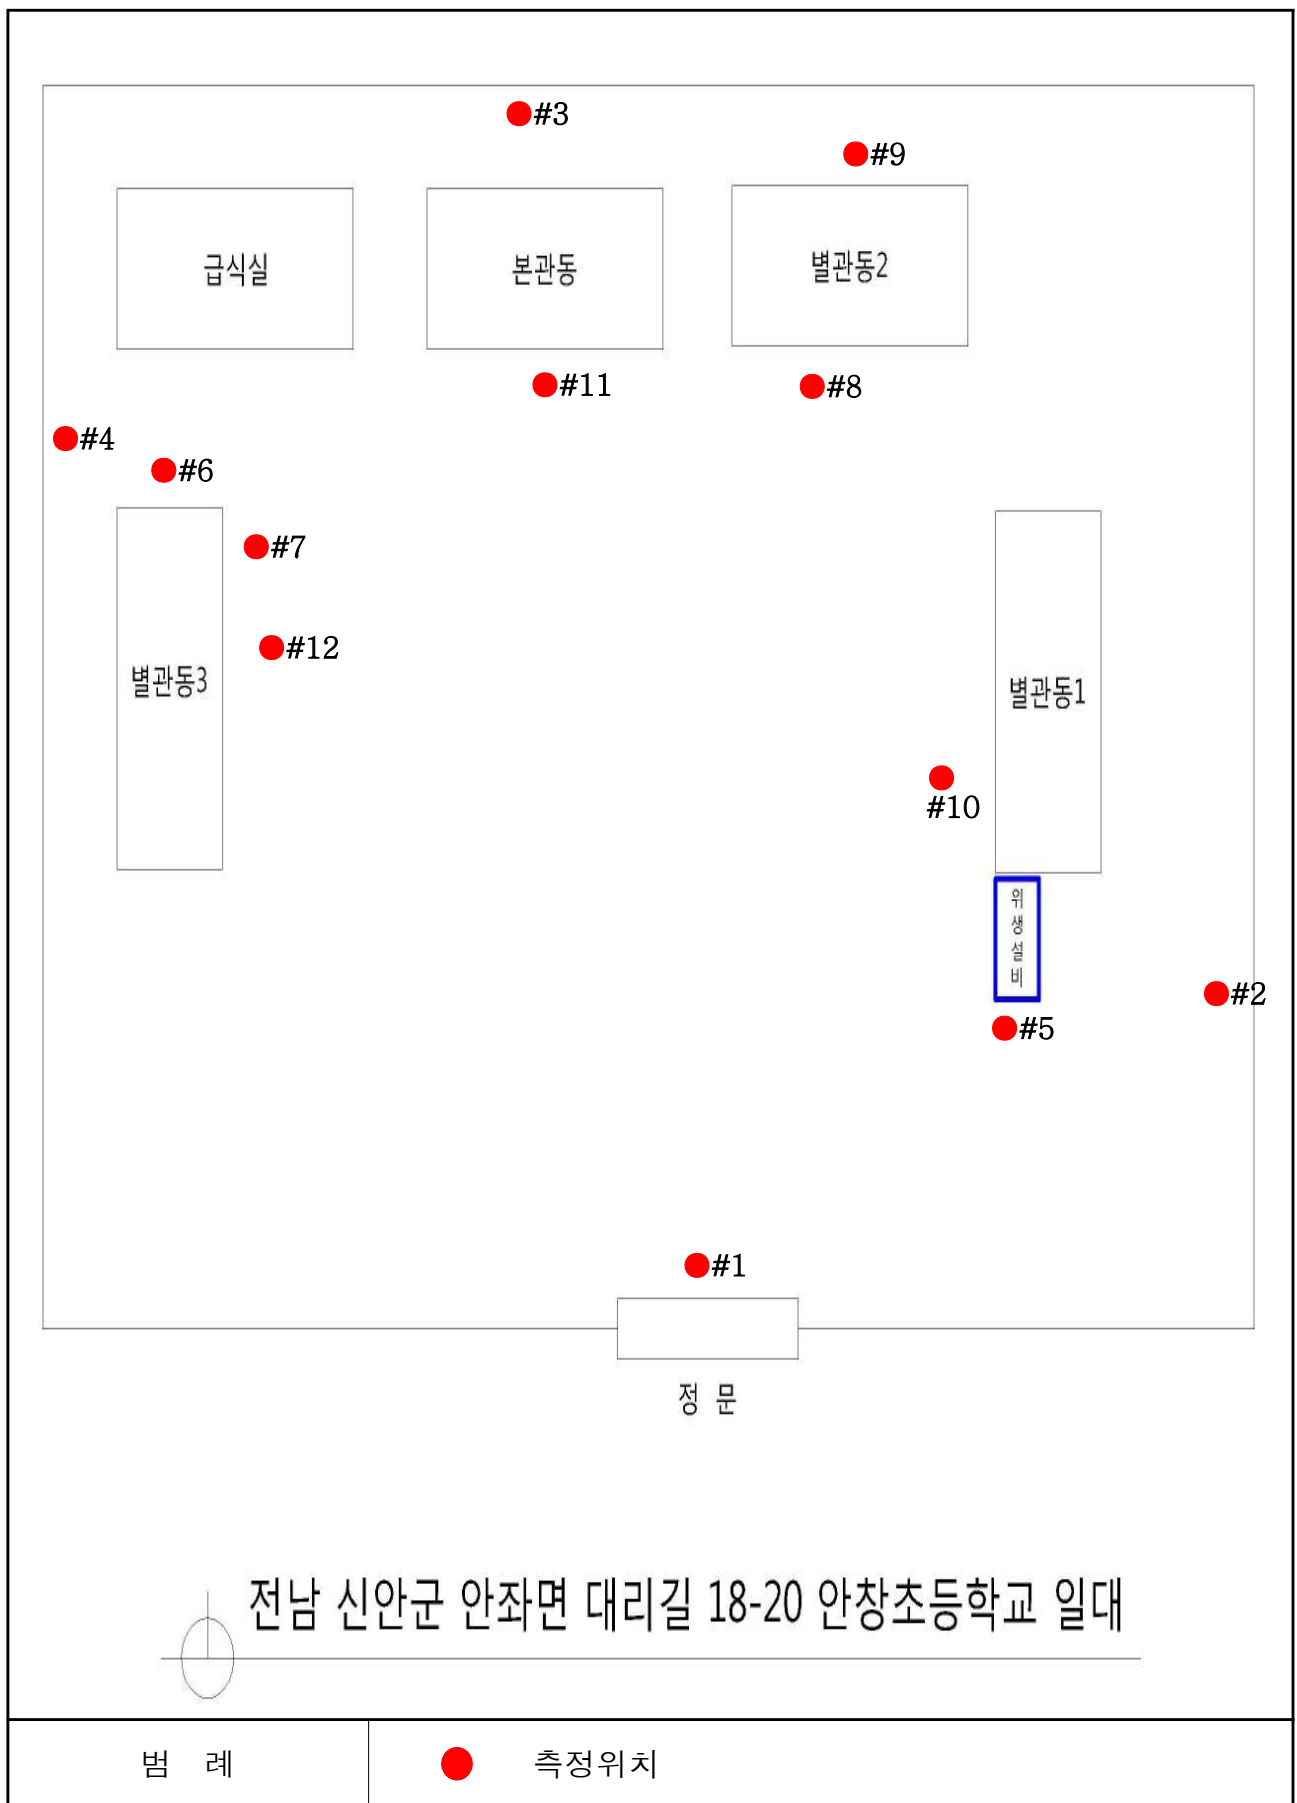 #3
#9
급식실
본관동
별관동2
#11
#8
#4
#6
#7
#12
별관동3
별관동1
#10
위
생
설
비
#2
#5
#1
정 문
전남 신안군 안좌면 대리길 18-20 안창초등학교 일대
범 례
측정위치